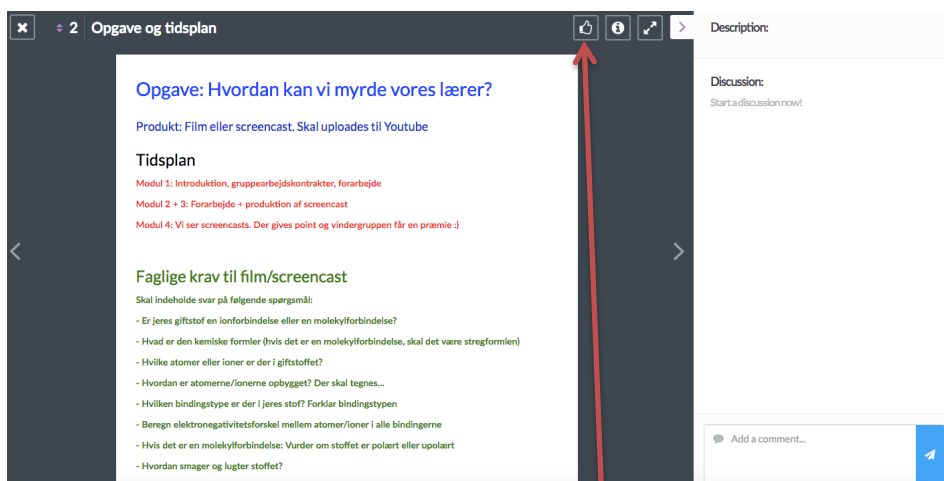 2 Opgave og tidsplan
Opgave: Hvordan kan vi myrde vores lærer?
Produkt: Film eller screencast. Skal uploades til Youtube
Tidsplan
Modul 1: Introduktion, gruppearbejdskontrakter, forarbejde
Modul 2 + 3: Forarbejde + produktion af screencast
Modul 4: Vi ser screencasts. Der gives point og vindergruppen får en præmie :)
Faglige krav til film/screencast
Skal indeholde svar på følgende spørgsmål:
- Er jeres giftstof en ionforbindelse eller en molekylforbindelse?
- Hvad er den kemiske formler (hvis det er en molekylforbindelse, skal det være stregformlen)
- Hvilke atomer eller ioner er der i giftstoffet?
- Hvordan er atomerne/ionerne opbygget? Der skal tegnes...
- Hvilken bindingstype er der i jeres stof? Forklar bindingstypen
- Beregn elektronegativitetsforskel mellem atomer/ioner i alle bindingerne
- Hvis det er en molekylforbindelse: Vurder om stoffet er polært eller upolært
- Hvordan smager og lugter stoffet?
Description:
Discussion:
Start a discussion now!
Add a comment...